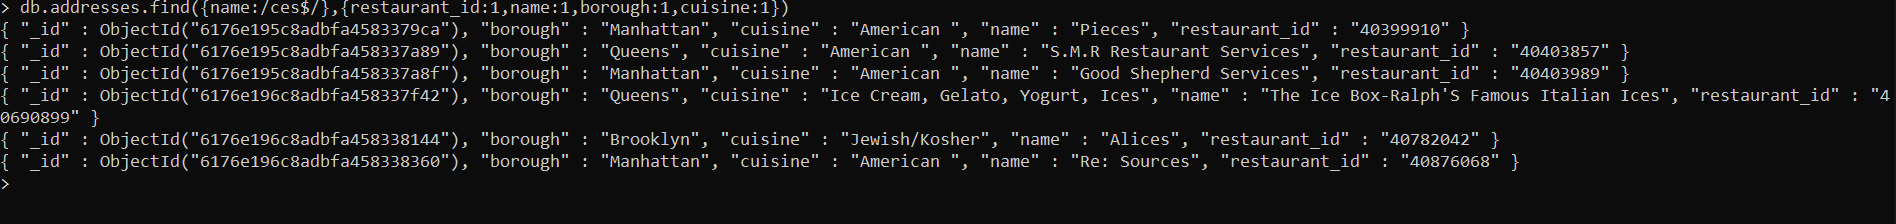 > db.addresses.find({name:/ces$/},{restaurant_id:1,name:1,borough:1,cuisine:1})
{ "_id" : ObjectId("6176e195c8adbfa4583379ca"), "borough" : "Manhattan", "cuisine" : "American ", "name" : "Pieces", "restaurant_id" : "40399910" }
{ "_id" : ObjectId("6176e195c8adbfa458337a89"), "borough" : "Queens", "cuisine" : "American ", "name" : "S.M.R Restaurant Services", "restaurant_id" : "40403857" }
{ "_id" : ObjectId("6176e195c8adbfa458337a8f"), "borough" : "Manhattan", "cuisine" : "American ", "name" : "Good Shepherd Services", "restaurant_id" : "40403989" }
{ "_id" : ObjectId("6176e196c8adbfa458337f42"), "borough" : "Queens", "cuisine" : "Ice Cream, Gelato, Yogurt, Ices", "name" : "The Ice Box-Ralph'S Famous Italian Ices", "restaurant_id" : "4
0690899" }
{ "_id" : ObjectId("6176e196c8adbfa458338144"), "borough" : "Brooklyn", "cuisine" : "Jewish/Kosher", "name" : "Alices", "restaurant_id" : "40782042" }
{ "_id" : ObjectId("6176e196c8adbfa458338360"), "borough" : "Manhattan", "cuisine" : "American ", "name" : "Re: Sources", "restaurant_id" : "40876068" }
>